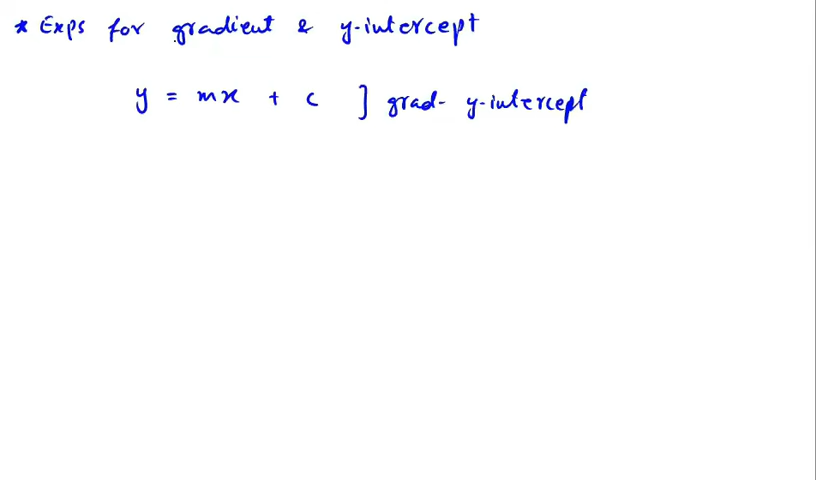 * Exps for gradient & y-intercept
y = mx + c ] grad- y-intercept